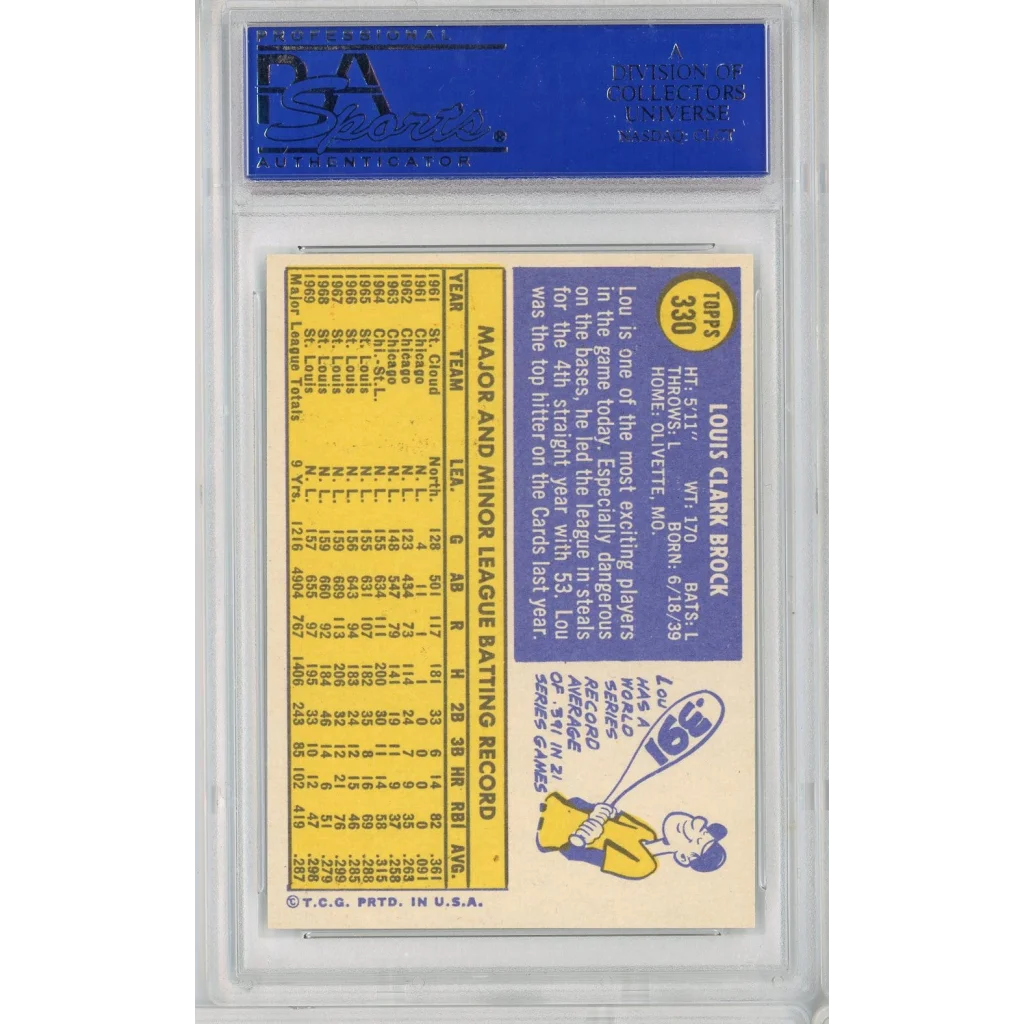 PROFESSIONAL
PSA
Sports®
AUTHENTICATOR
A
DIVISION OF
COLLECTORS
UNIVERSE
NASDAQ: CLCT
TOPPS
330
LOUIS CLARK BROCK
HT: 5'11" WT: 170 BATS: L
THROWS: L BORN: 6/18/39
HOME: OLIVETTE, MO.
Lou is one of the most exciting players
in the game today. Especially dangerous
on the bases, he led the league in steals
for the 4th straight year with 53. Lou
was the top hitter on the Cards last year.
.391
LOU
HAS A
WORLD
SERIES
RECORD
AVERAGE
OF .391 IN 21
SERIES GAMES
MAJOR AND MINOR LEAGUE BATTING RECORD
YEAR TEAM LEA. G AB R H 2B 3B HR RBI AVG.
1961 St. Cloud North. 128 501 117 181 33 6 14 82 .361
1961 Chicago N. L. 4 11 1 1 0 0 0 0 .091
1962 Chicago N. L. 123 434 73 114 24 7 9 35 .263
1963 Chicago N. L. 148 547 79 141 19 11 9 37 .258
1964 Chi.-St.L. N. L. 155 634 111 200 30 11 14 58 .315
1965 St. Louis N. L. 155 631 107 182 35 8 16 69 .288
1966 St. Louis N. L. 156 643 94 183 24 12 15 46 .285
1967 St. Louis N. L. 159 689 113 206 32 12 21 76 .299
1968 St. Louis N. L. 159 660 92 184 46 14 6 51 .279
1969 St. Louis N. L. 157 655 97 195 33 10 12 47 .298
Major League Totals 9 Yrs. 1216 4904 767 1406 243 85 102 419 .287
© T.C.G. PRTD. IN U.S.A.